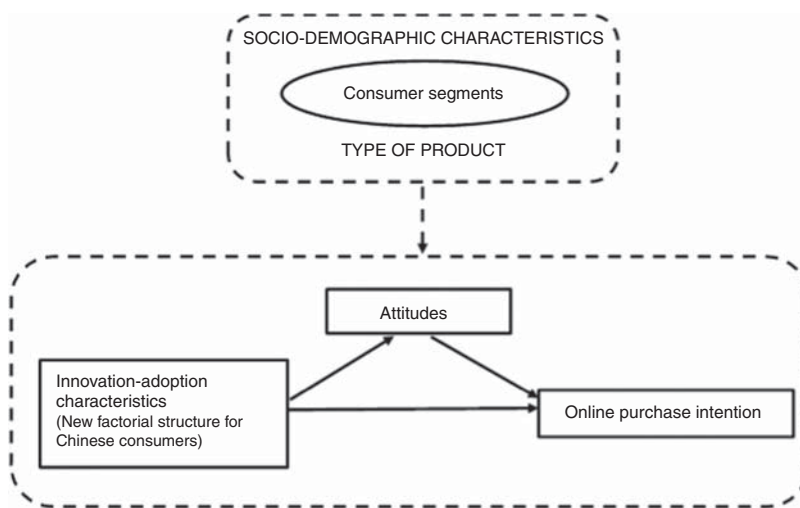 SOCIO-DEMOGRAPHIC CHARACTERISTICS
Consumer segments
TYPE OF PRODUCT
Attitudes
Innovation-adoption
characteristics
(New factorial structure for
Chinese consumers)
Online purchase intention